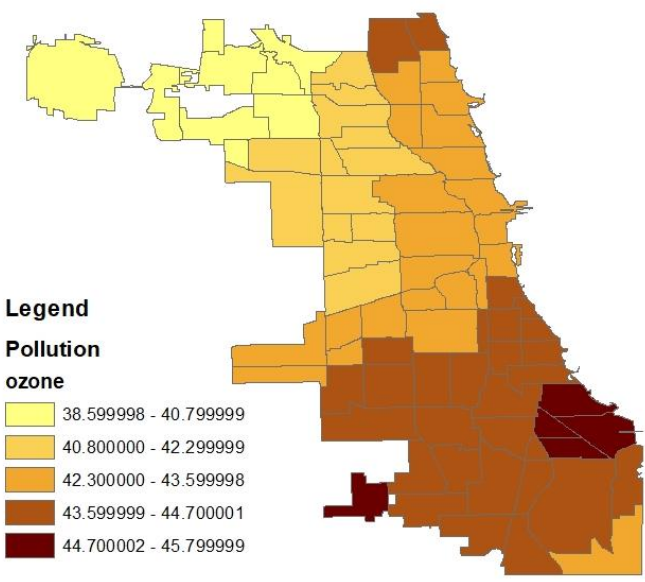 Legend
Pollution
ozone
38.599998 - 40.799999
40.800000 - 42.299999
42.300000 - 43.599998
43.599999 - 44.700001
44.700002 - 45.799999